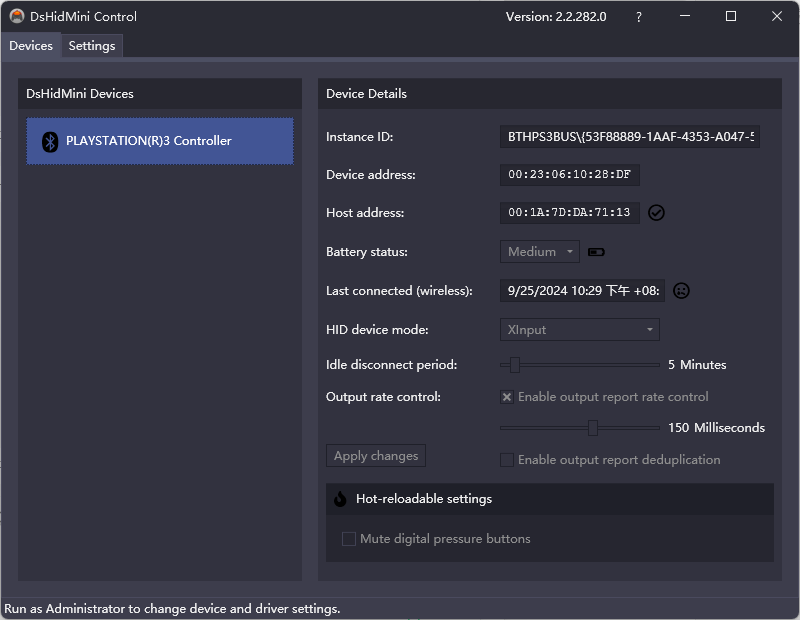 DsHidMini Control
Version: 2.2.282.0
?
Devices
Settings
DsHidMini Devices
PLAYSTATION(R)3 Controller
Device Details
Instance ID:
BTHPS3BUS\{53F88889-1AAF-4353-A047-5
Device address:
00:23:06:10:28:DF
Host address:
00:1A:7D:DA:71:13
Battery status:
Medium
Last connected (wireless):
9/25/2024 10:29 下午 +08:
HID device mode:
XInput
Idle disconnect period:
5 Minutes
Output rate control:
Enable output report rate control
150 Milliseconds
Apply changes
Enable output report deduplication
Hot-reloadable settings
Mute digital pressure buttons
Run as Administrator to change device and driver settings.